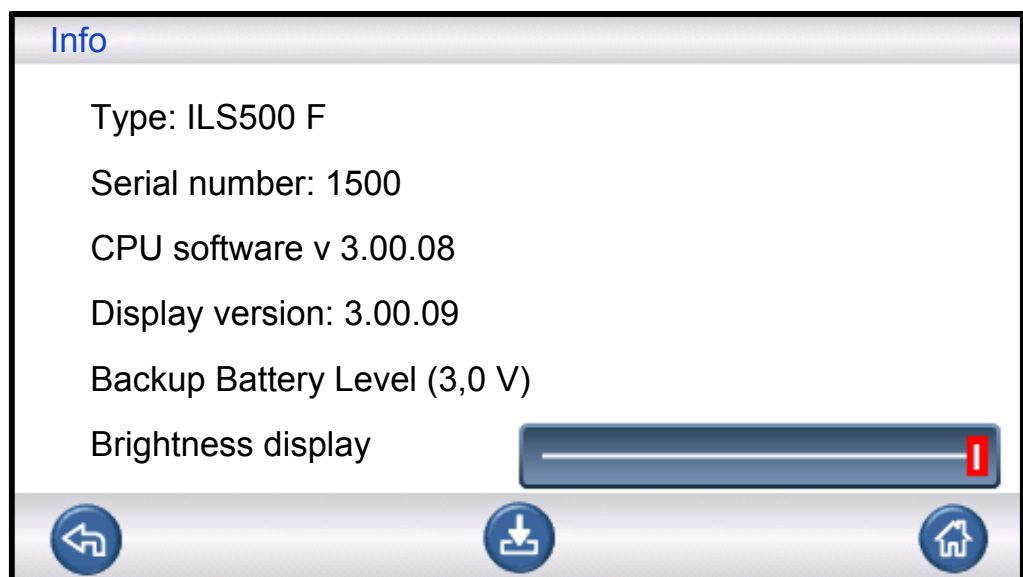 Info
Type: ILS500 F
Serial number: 1500
CPU software v 3.00.08
Display version: 3.00.09
Backup Battery Level (3,0 V)
Brightness display